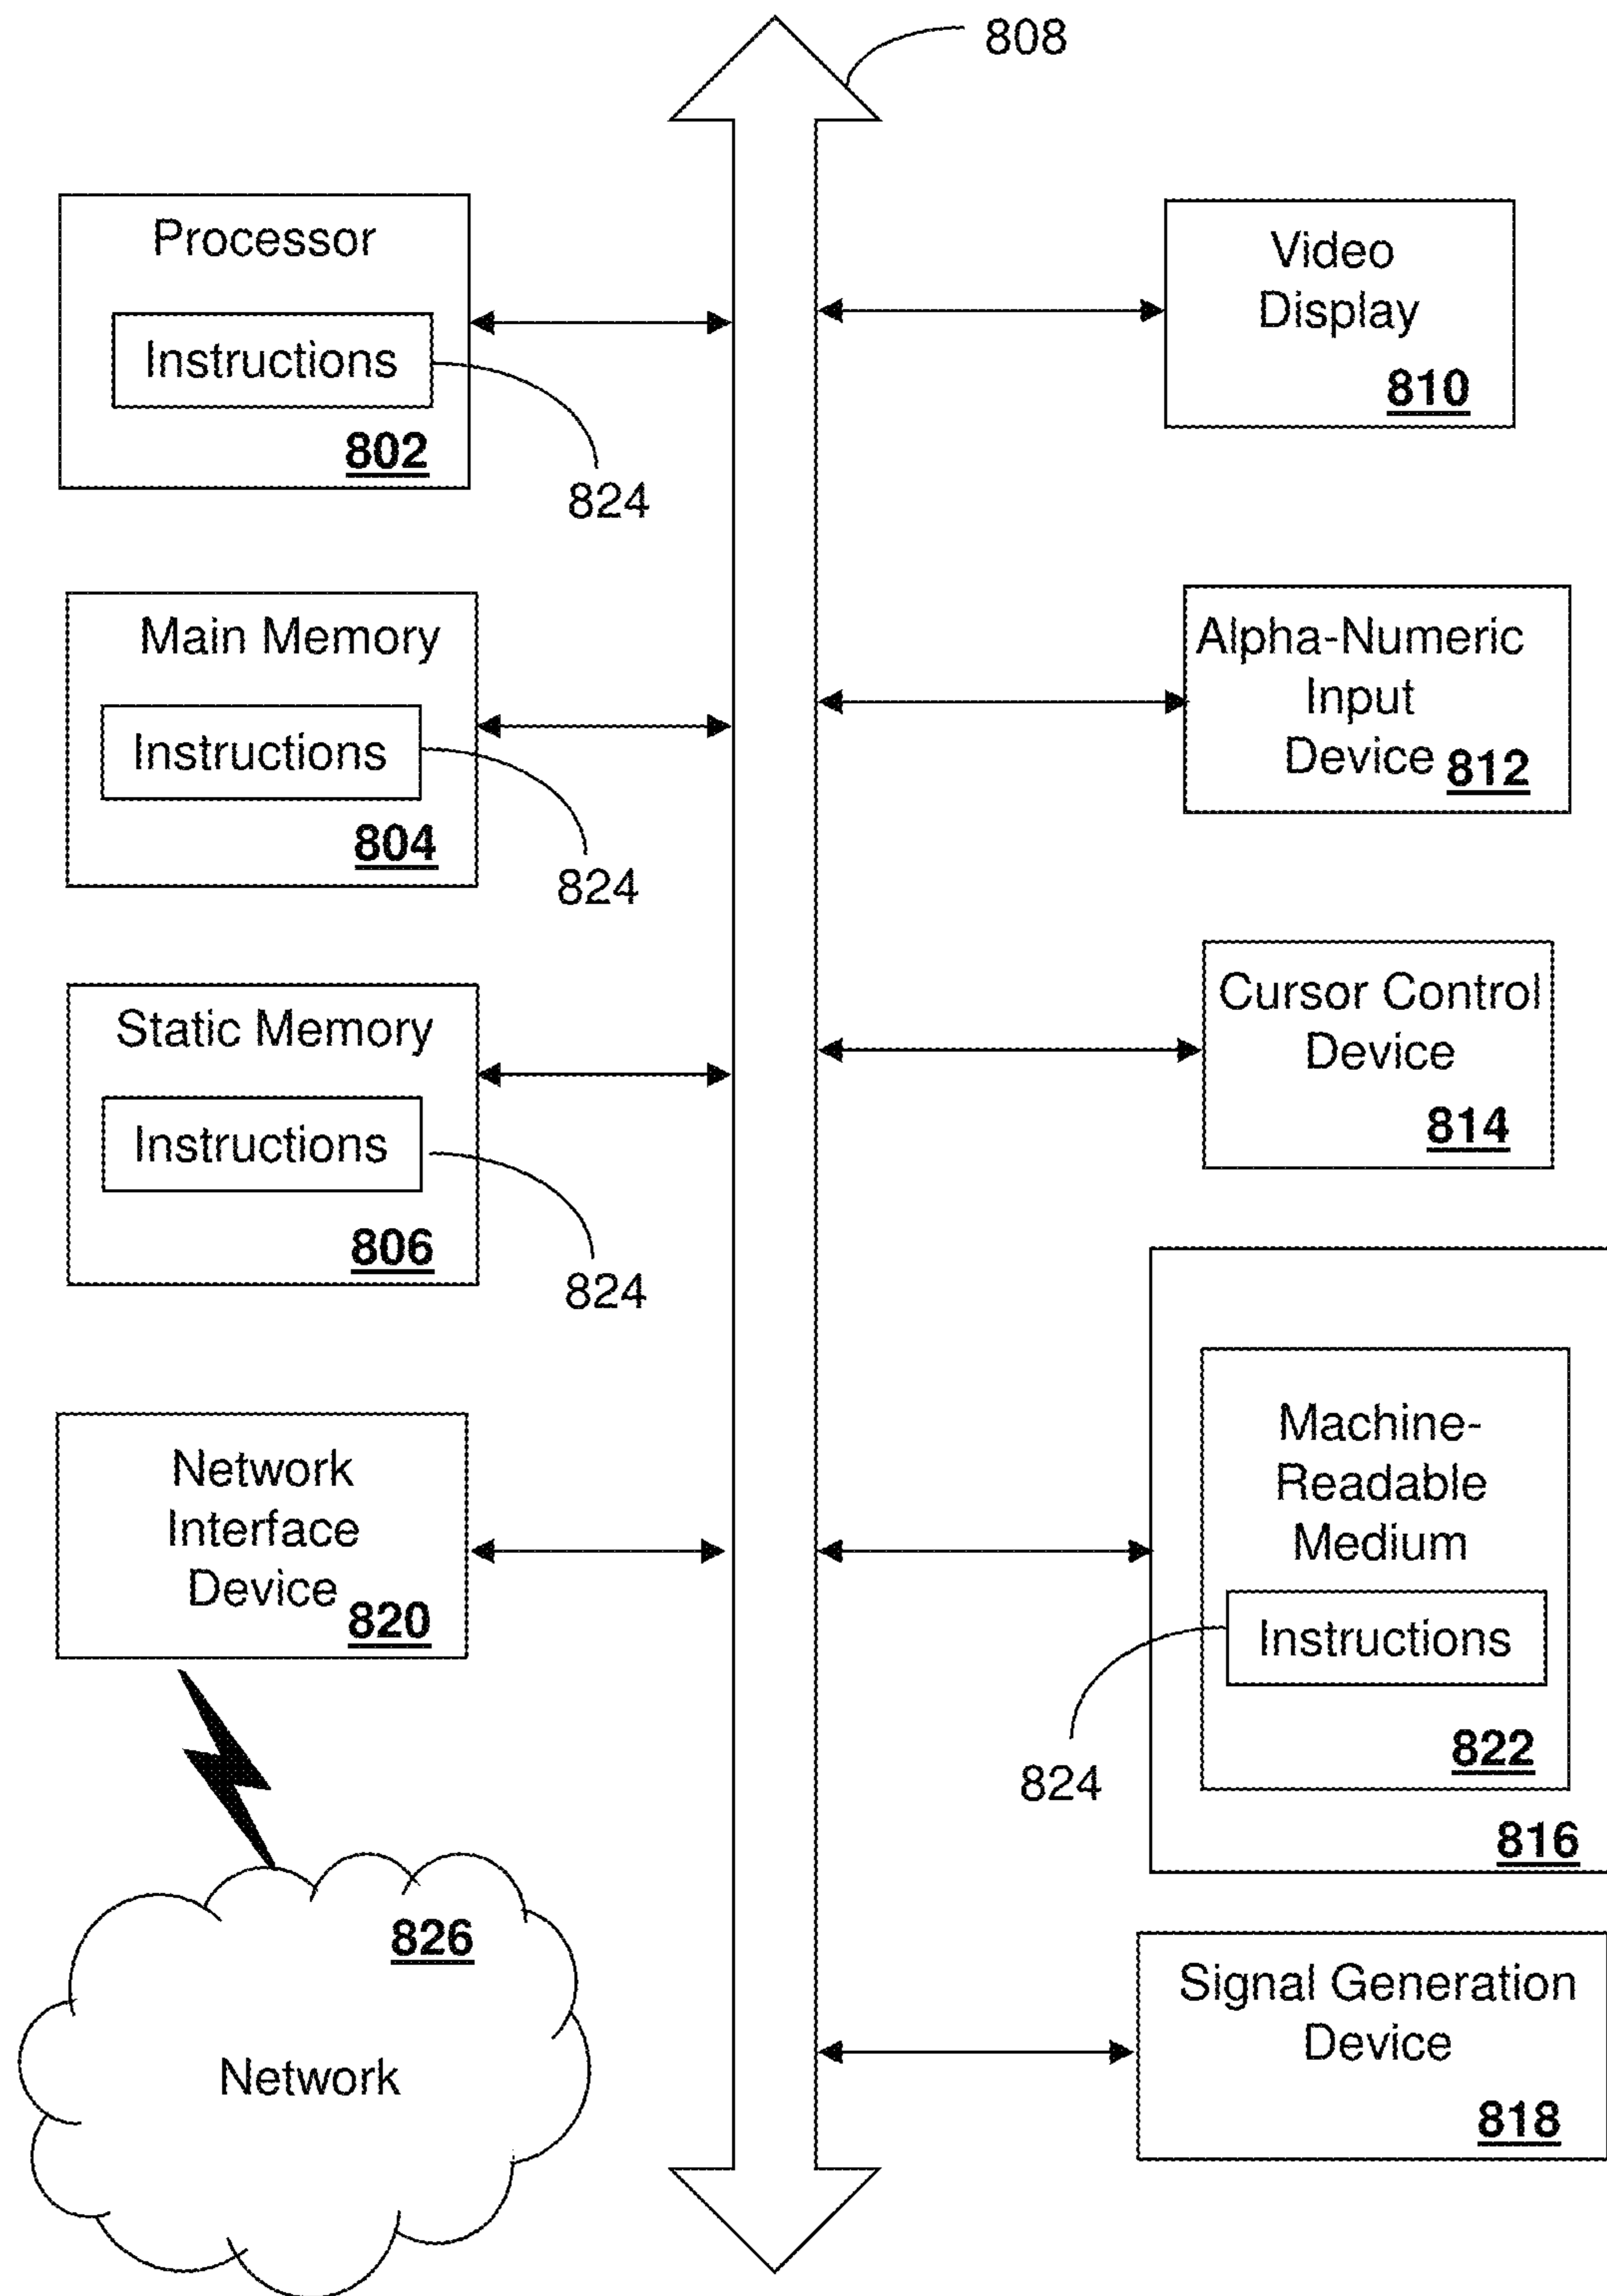 808
Processor
Instructions
802
824
Main Memory
Instructions
804
824
Static Memory
Instructions
806
824
Network
Interface
Device
820
826
Network
Video
Display
810
Alpha-Numeric
Input
Device 812
Cursor Control
Device
814
Machine-
Readable
Medium
Instructions
824
822
816
Signal Generation
Device
818